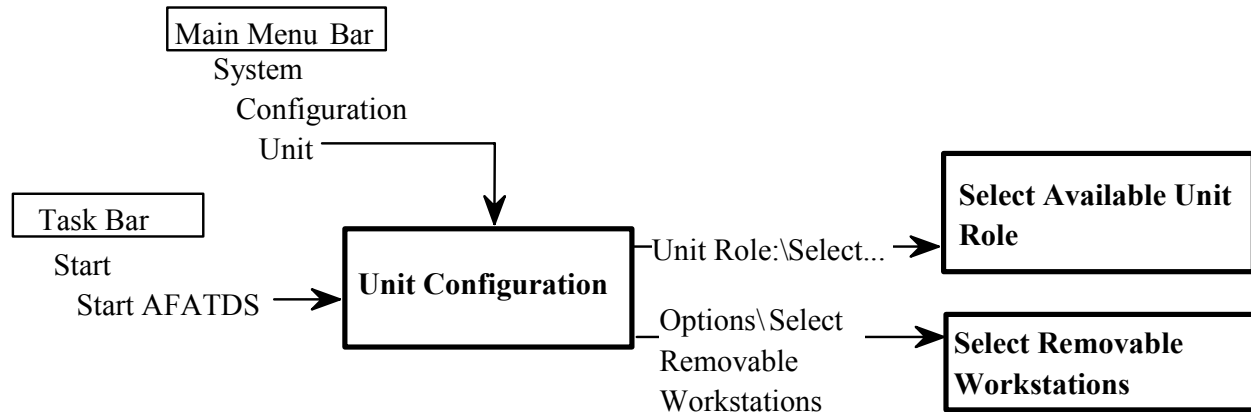 Main Menu Bar
System
Configuration
Unit
Task Bar
Start
Start AFATDS
Unit Configuration
Unit Role:\Select...
Select Available Unit
Role
Options\Select
Removable
Workstations
Select Removable
Workstations